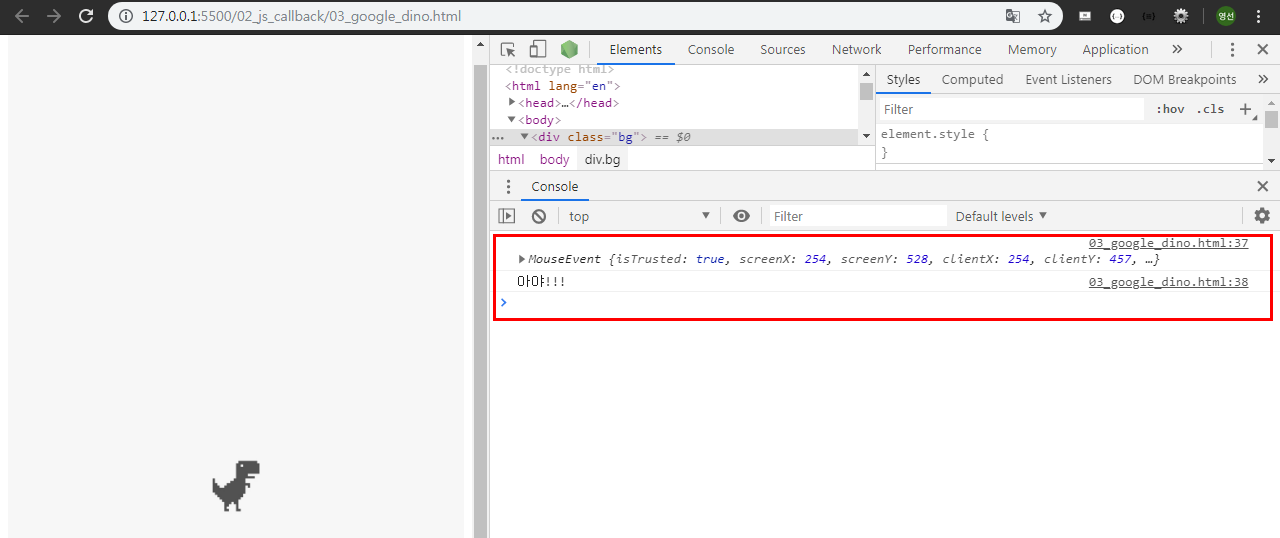 127.0.0.1:5500/02_js_callback/03_google_dino.html
영선
Elements Console Sources Network Performance Memory Application »
<!doctype html>
<html lang="en">
<head>…</head>
<body>
<div class="bg"> == $0
html body div.bg
Styles Computed Event Listeners DOM Breakpoints »
Filter :hov .cls +
element.style {
}
Console
top Filter Default levels
03_google_dino.html:37
MouseEvent {isTrusted: true, screenX: 254, screenY: 528, clientX: 254, clientY: 457, …}
아야!!! 03_google_dino.html:38